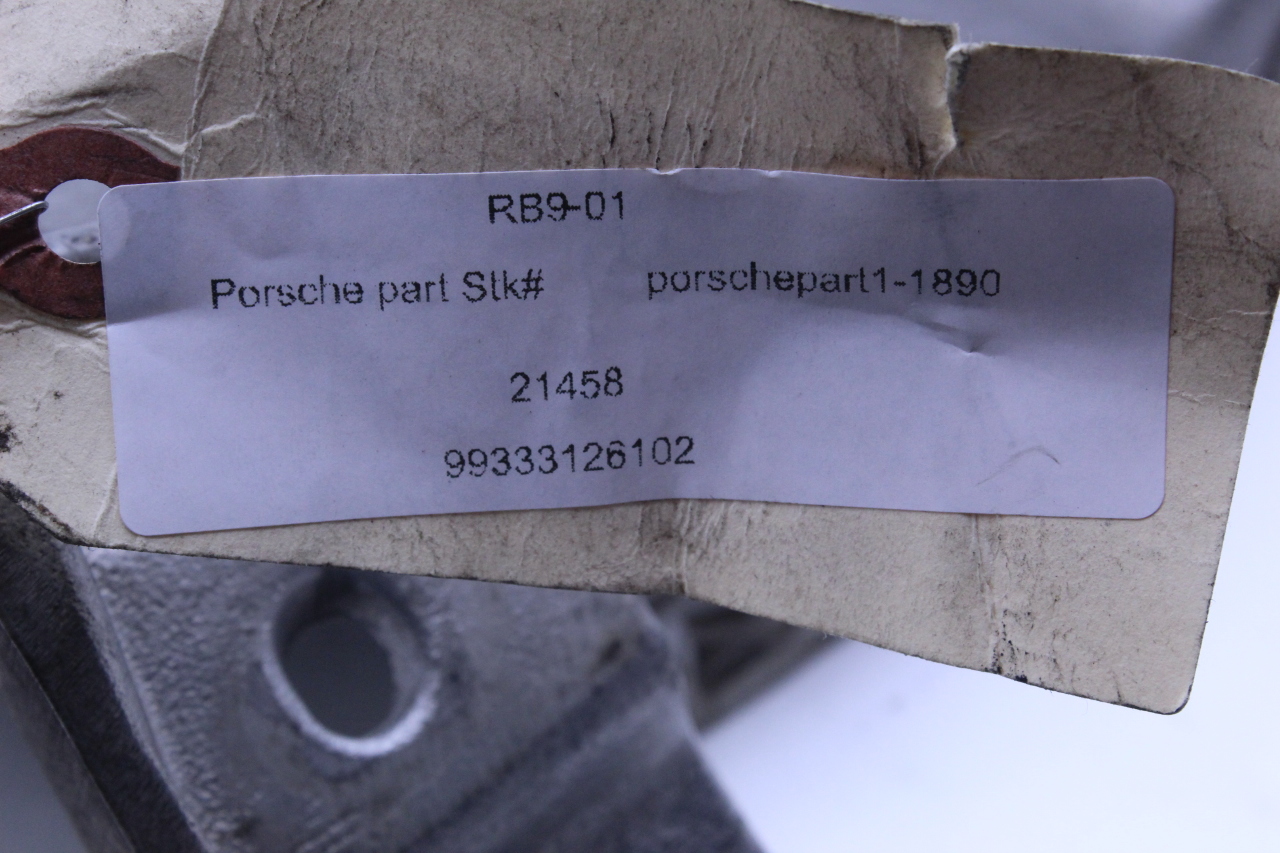 RB9-01
Porsche part Stk# porschepart1-1890
21458
99333126102